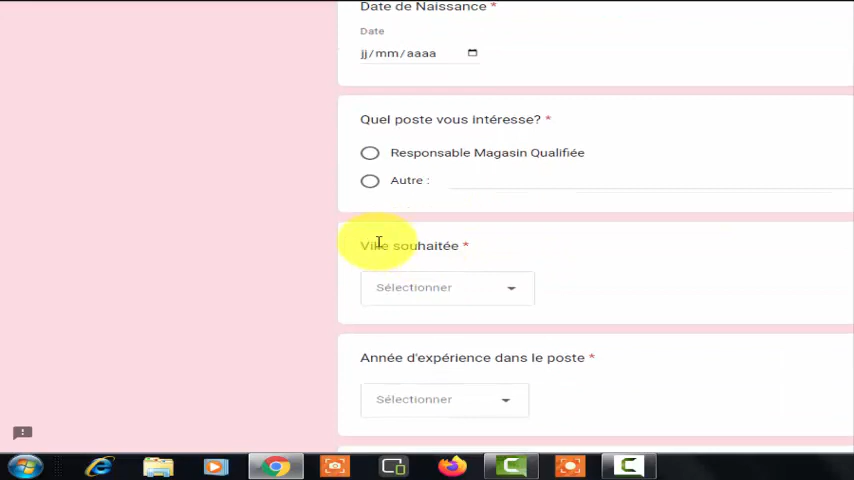 Date de Naissance *
Date
jj/mm/aaaa
Quel poste vous intéresse? *
Responsable Magasin Qualifiée
Autre :
Ville souhaitée *
Sélectionner
Année d'expérience dans le poste *
Sélectionner